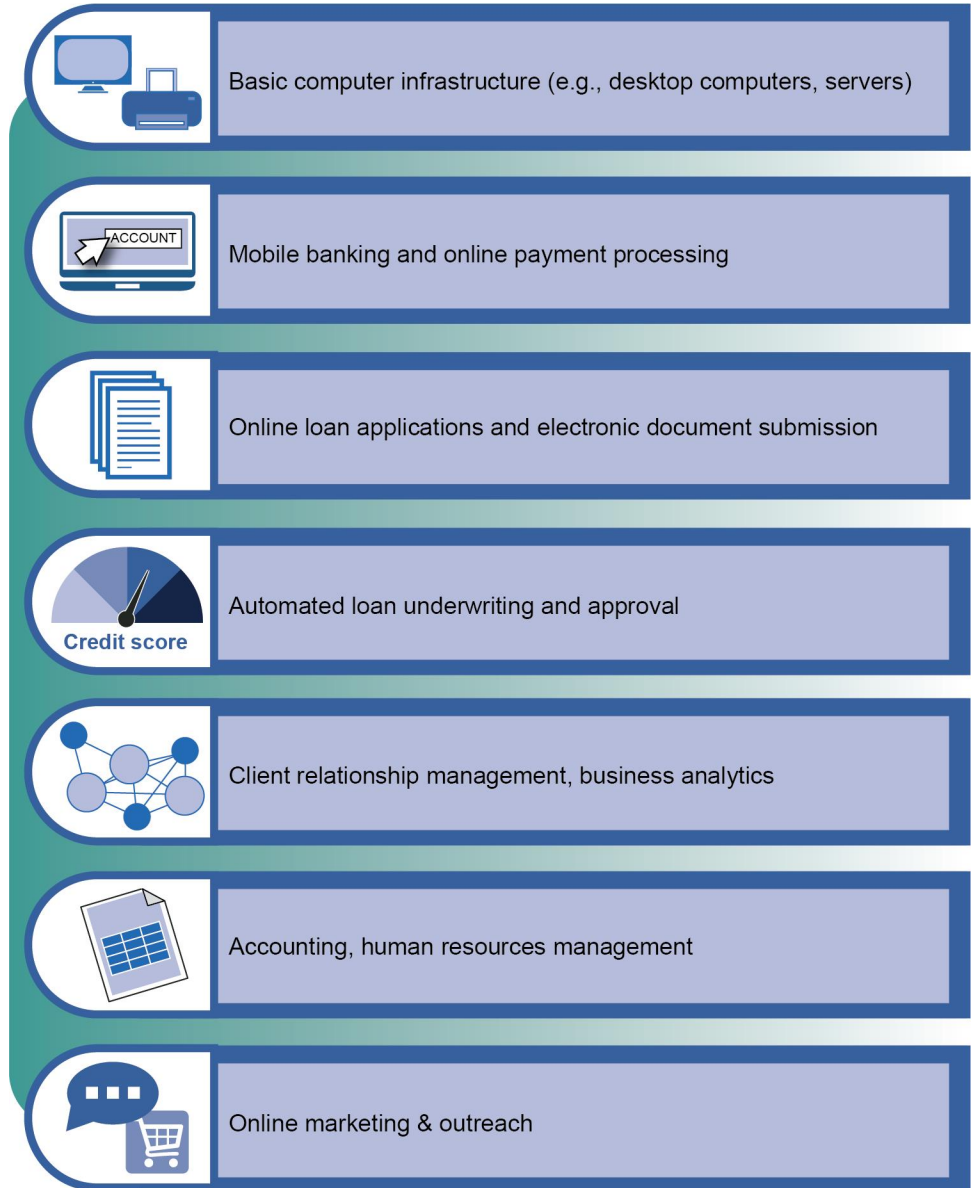 Basic computer infrastructure (e.g., desktop computers, servers)
ACCOUNT
Mobile banking and online payment processing
Online loan applications and electronic document submission
Credit score
Automated loan underwriting and approval
Client relationship management, business analytics
Accounting, human resources management
Online marketing & outreach